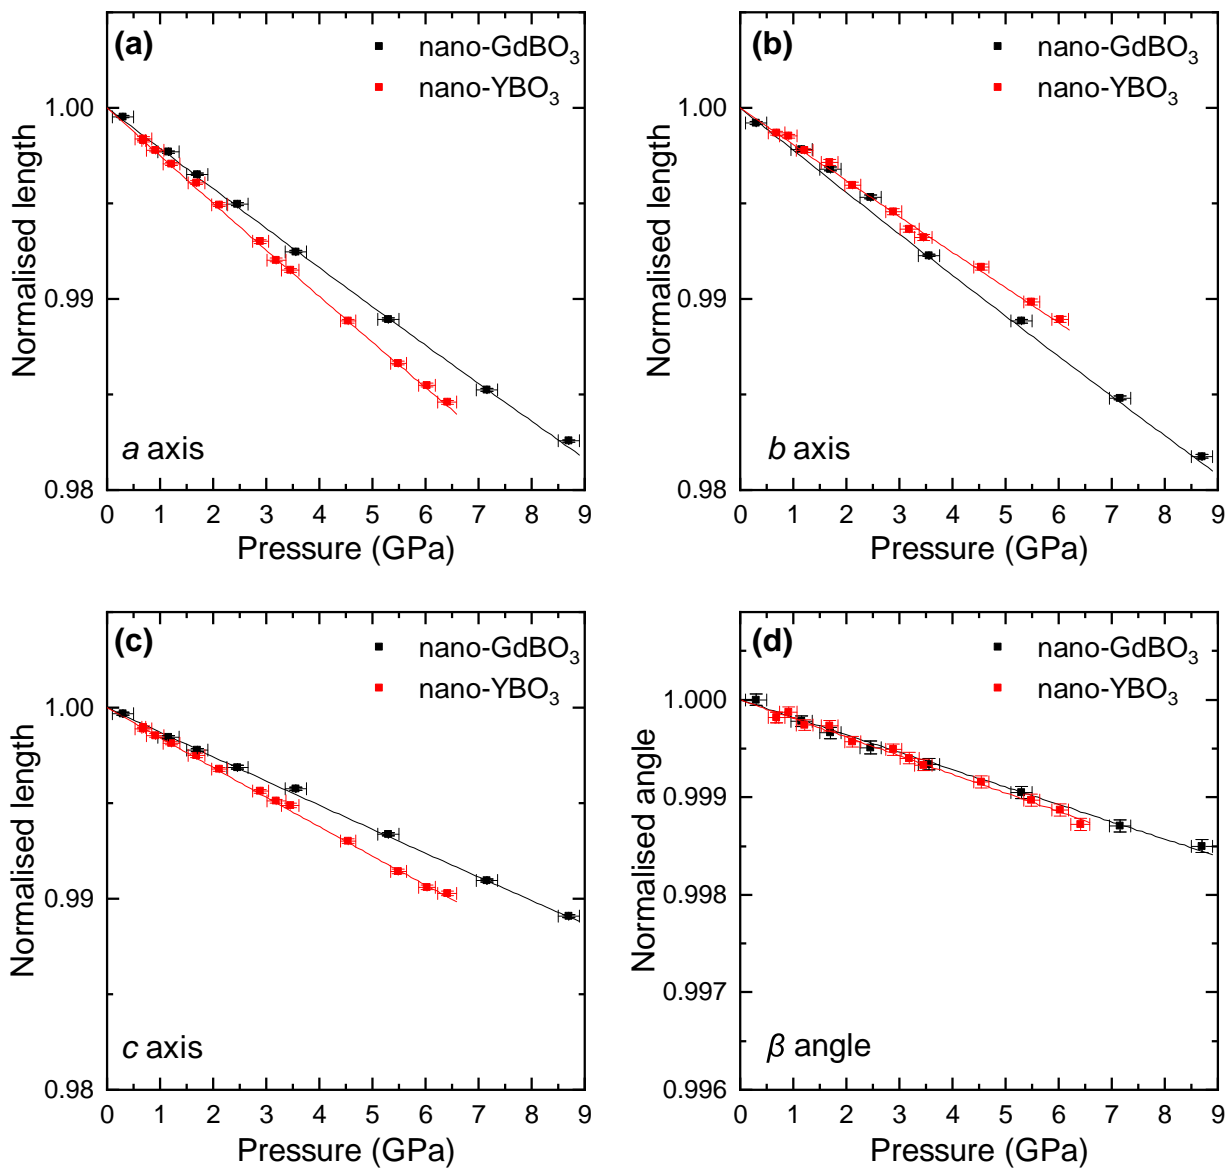 (a)
nano-GdBO₃
nano-YBO₃
1.00
0.99
0.98
Normalised length
a axis
0 1 2 3 4 5 6 7 8 9
Pressure (GPa)
(b)
nano-GdBO₃
nano-YBO₃
1.00
0.99
0.98
Normalised length
b axis
0 1 2 3 4 5 6 7 8 9
Pressure (GPa)
(c)
nano-GdBO₃
nano-YBO₃
1.00
0.99
0.98
Normalised length
c axis
0 1 2 3 4 5 6 7 8 9
Pressure (GPa)
(d)
nano-GdBO₃
nano-YBO₃
1.000
0.999
0.998
0.997
0.996
Normalised angle
β angle
0 1 2 3 4 5 6 7 8 9
Pressure (GPa)